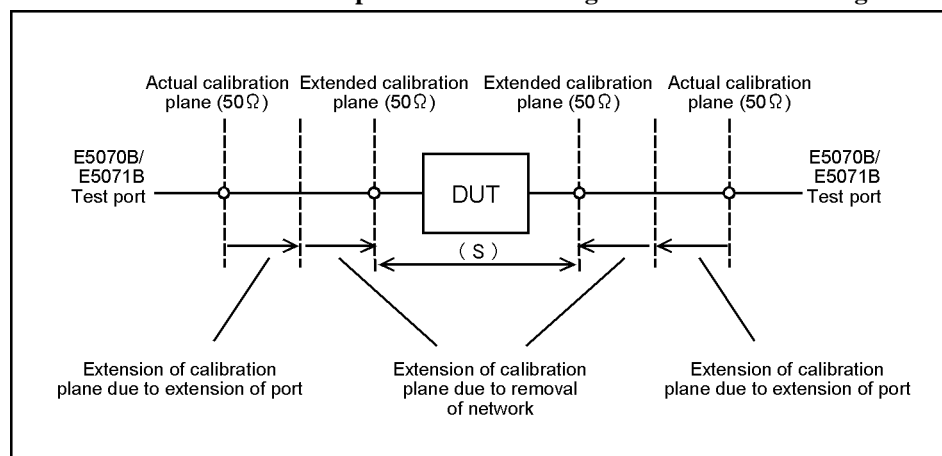 Actual calibration
plane (50Ω)
Extended calibration
plane (50Ω)
Extended calibration
plane (50Ω)
Actual calibration
plane (50Ω)
E5070B/
E5071B
Test port
DUT
E5070B/
E5071B
Test port
( S )
Extension of calibration
plane due to extension of port
Extension of calibration
plane due to removal
of network
Extension of calibration
plane due to extension of port